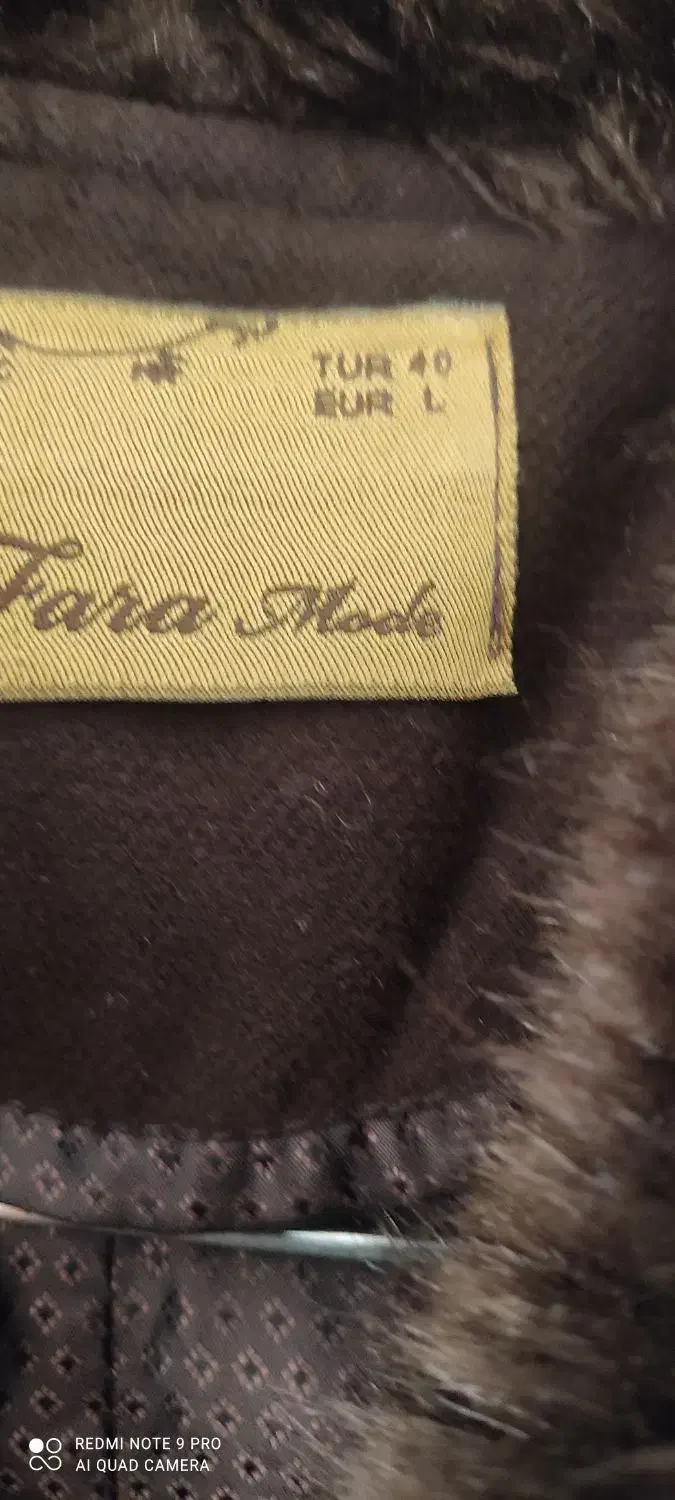 TUR 40
EUR L
Fara Mode
REDMI NOTE 9 PRO
AI QUAD CAMERA